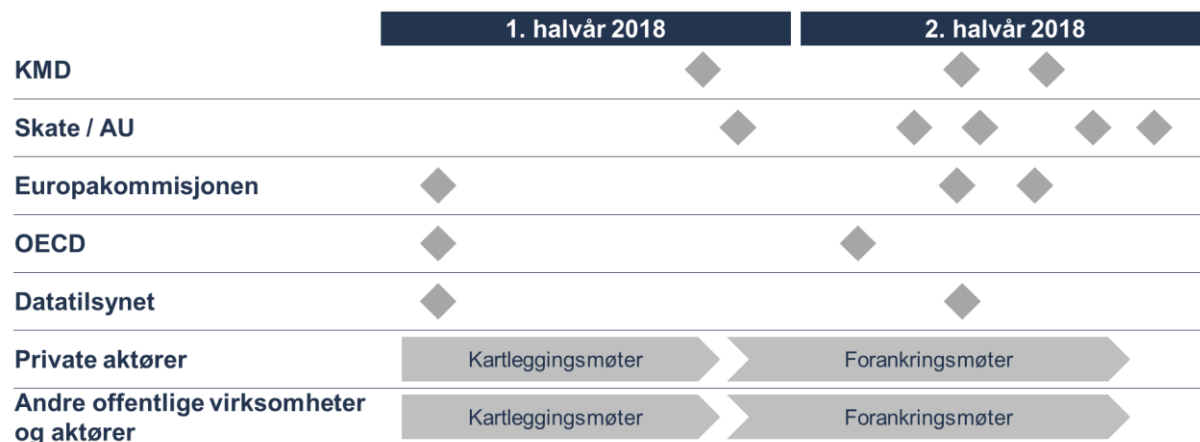 1. halvår 2018
2. halvår 2018
KMD
Skate / AU
Europakommisjonen
OECD
Datatilsynet
Private aktører
Kartleggingsmøter
Forankringsmøter
Andre offentlige virksomheter
og aktører
Kartleggingsmøter
Forankringsmøter